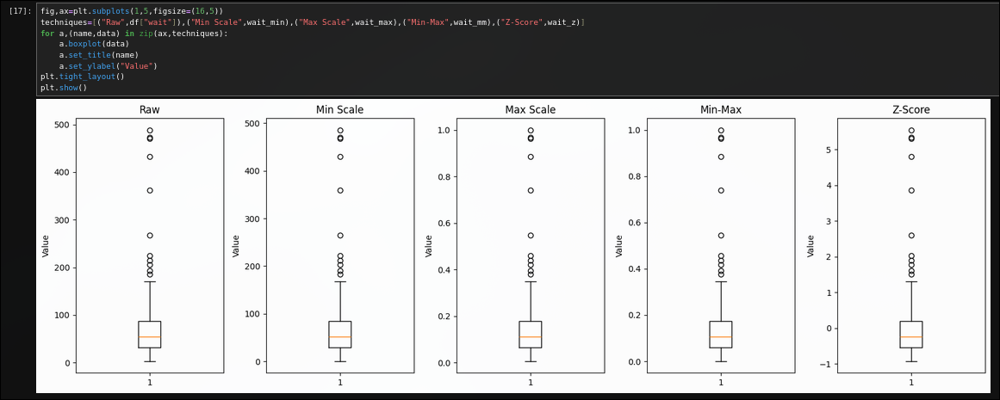 [17]: fig,ax=plt.subplots(1,5,figsize=(16,5))
techniques=[("Raw",df["wait"]),("Min Scale",wait_min),("Max Scale",wait_max),("Min-Max",wait_mm),("Z-Score",wait_z)]
for a,(name,data) in zip(ax,techniques):
    a.boxplot(data)
    a.set_title(name)
    a.set_ylabel("Value")
plt.tight_layout()
plt.show()
Raw
500
400
300
200
100
0
Value
1
Min Scale
500
400
300
200
100
0
Value
1
Max Scale
1.0
0.8
0.6
0.4
0.2
0.0
Value
1
Min-Max
1.0
0.8
0.6
0.4
0.2
0.0
Value
1
Z-Score
5
4
3
2
1
0
−1
Value
1